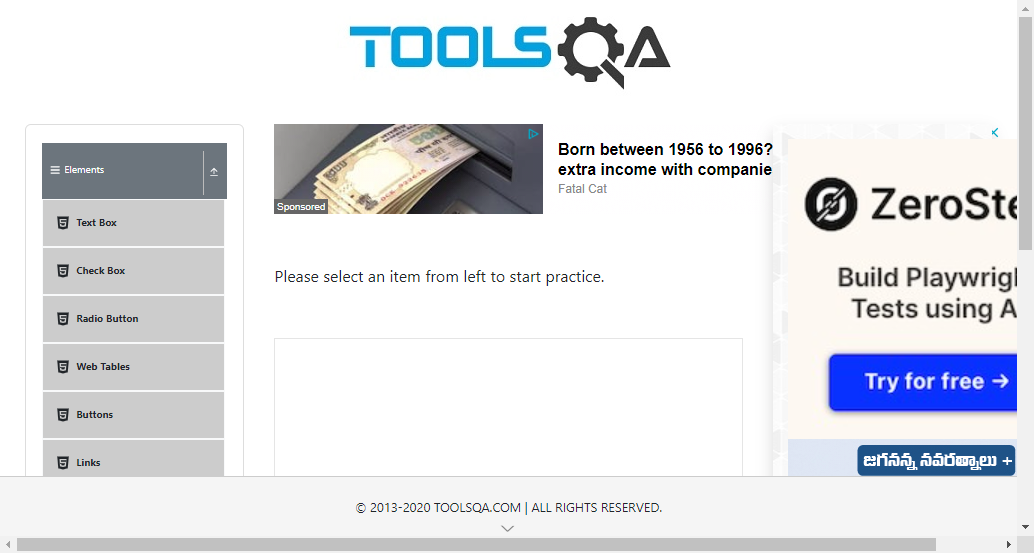 TOOLSQA
Elements
Text Box
Check Box
Radio Button
Web Tables
Buttons
Links
Sponsored
Born between 1956 to 1996?
extra income with companie
Fatal Cat
Please select an item from left to start practice.
ZeroSte
Build Playwrig
Tests using A
Try for free →
జగనన్న నవరత్నాలు +
© 2013-2020 TOOLSQA.COM | ALL RIGHTS RESERVED.